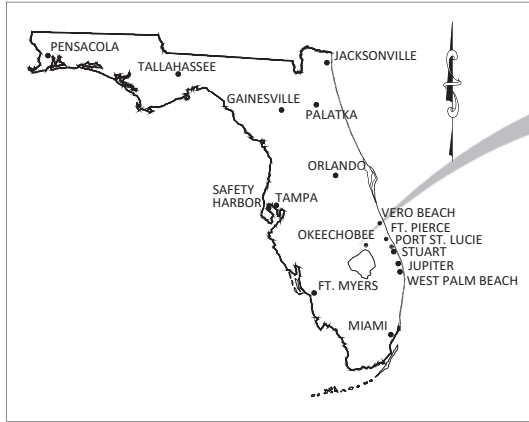 PENSACOLA
TALLAHASSEE
JACKSONVILLE
GAINESVILLE
PALATKA
ORLANDO
SAFETY
HARBOR
TAMPA
VERO BEACH
FT. PIERCE
OKEECHOBEE
PORT ST. LUCIE
STUART
JUPITER
WEST PALM BEACH
FT. MYERS
MIAMI